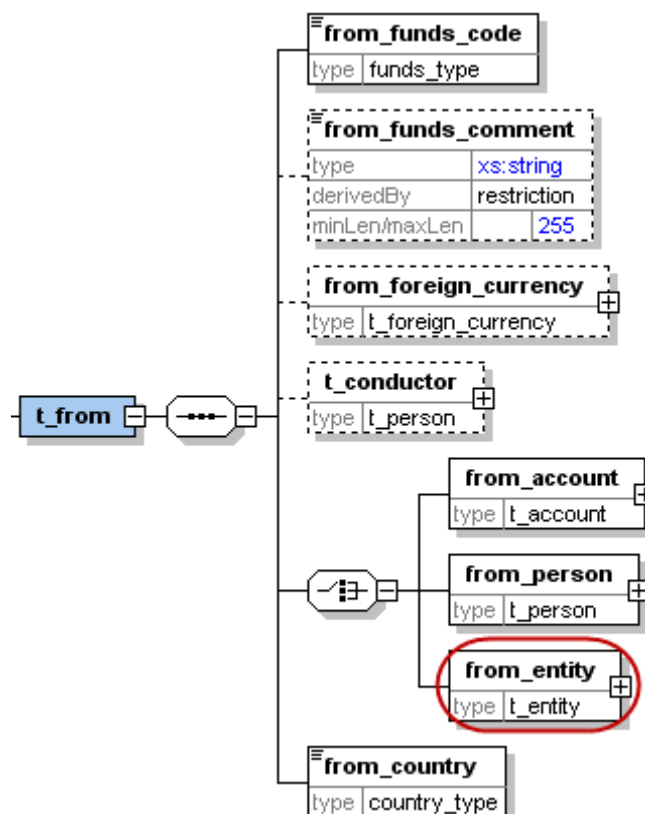 from_funds_code
type funds_type
from_funds_comment
type xs:string
derivedBy restriction
minLen/maxLen 255
from_foreign_currency
type t_foreign_currency
t_conductor
type t_person
t_from
from_account
type t_account
from_person
type t_person
from_entity
type t_entity
from_country
type country_type